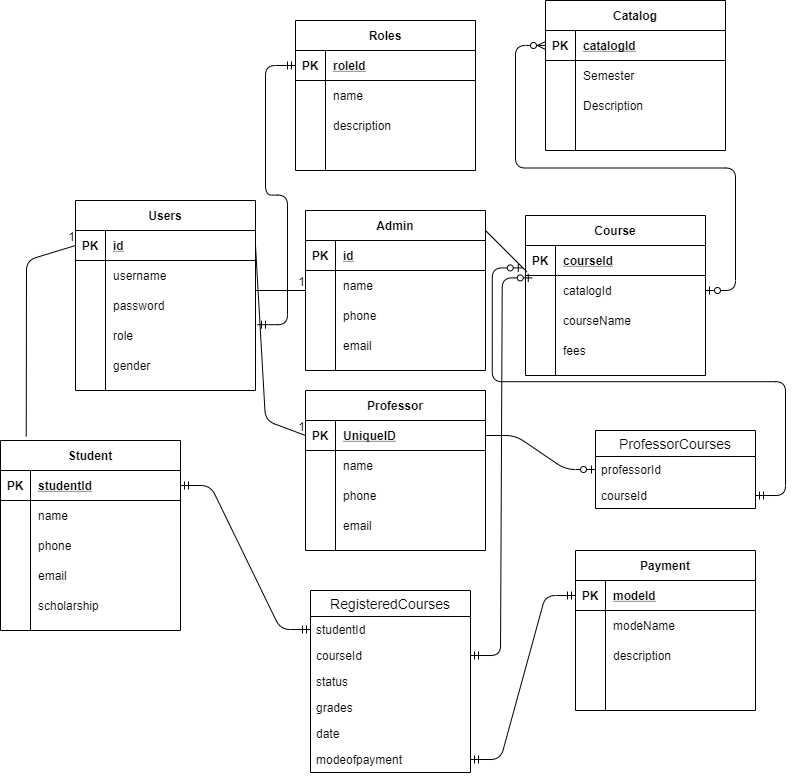 Catalog
PK catalogId
Semester
Description
Roles
PK roleId
name
description
Users
1
PK id
username
password
role
gender
Admin
PK id
1
name
phone
email
Course
PK courseId
catalogId
courseName
fees
Professor
1
PK UniqueID
name
phone
email
ProfessorCourses
professorId
courseId
Student
PK studentId
name
phone
email
scholarship
RegisteredCourses
studentId
courseId
status
grades
date
modeofpayment
Payment
PK modeId
modeName
description